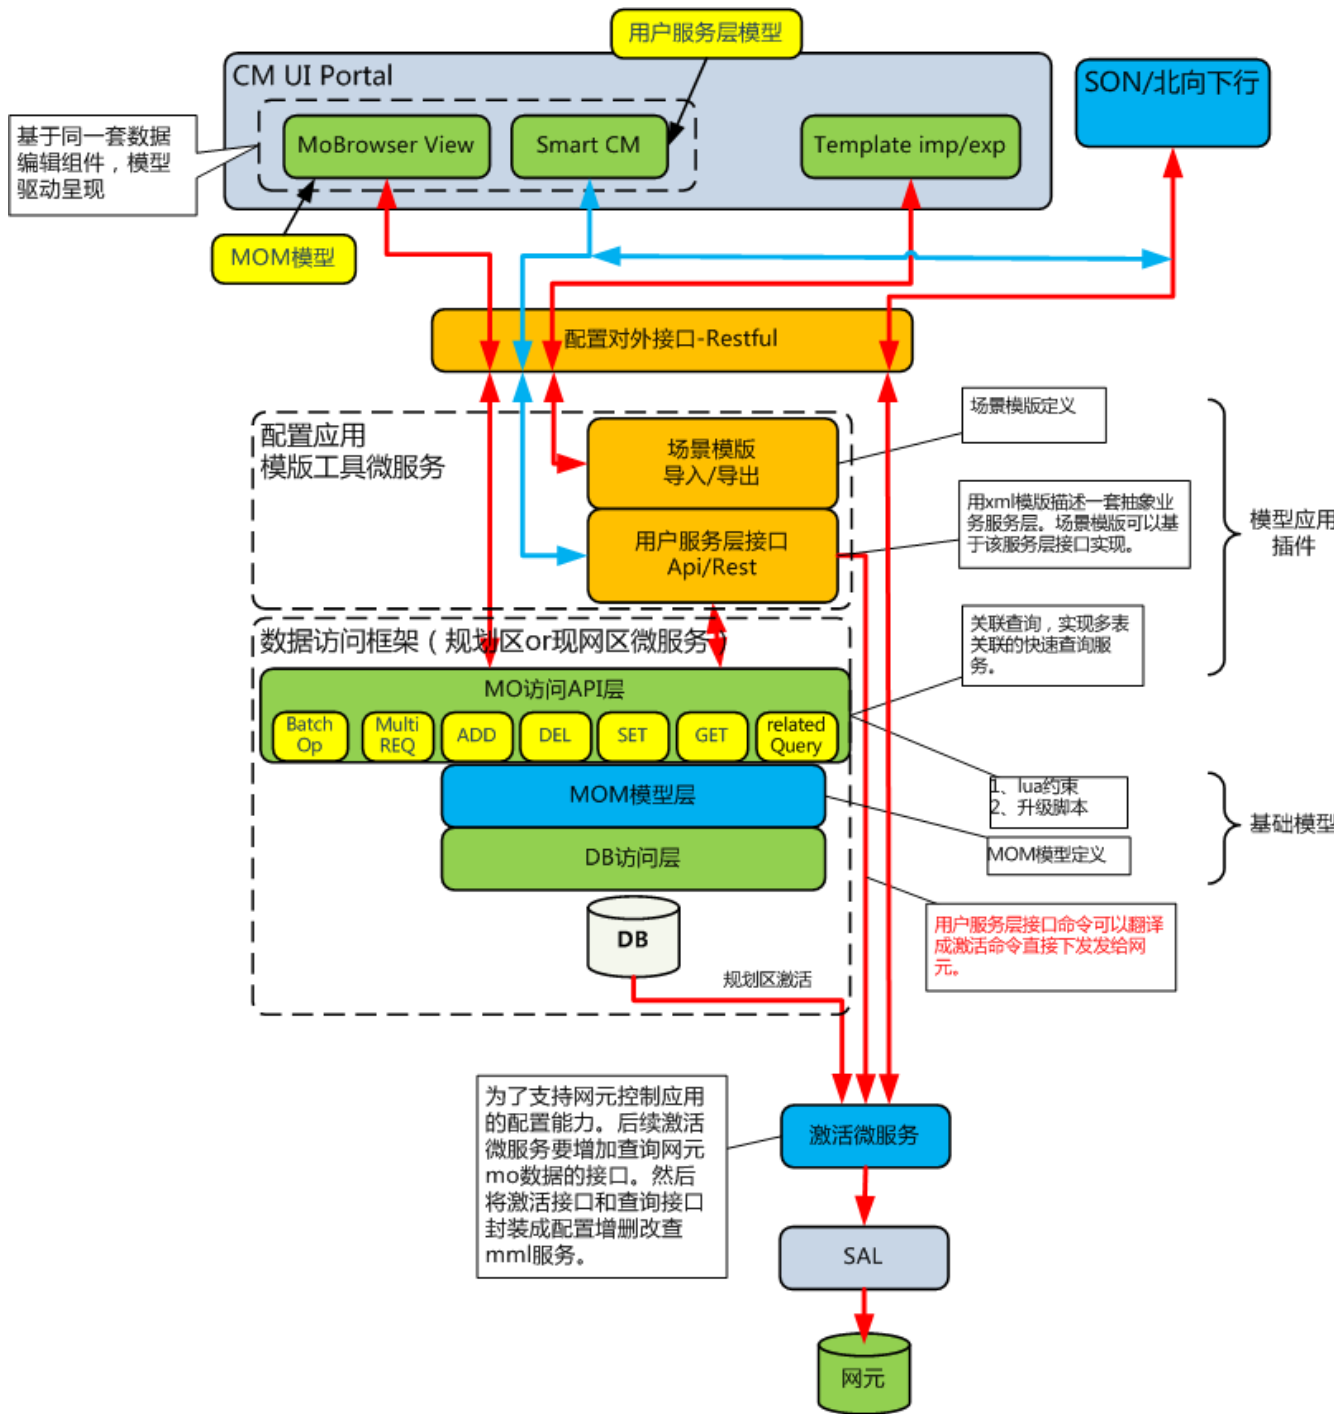 用户服务层模型
CM UI Portal
SON/北向下行
基于同一套数据
编辑组件，模型
驱动呈现
MoBrowser View
Smart CM
Template imp/exp
MOM模型
配置对外接口-Restful
配置应用
模版工具微服务
场景模版
导入/导出
场景模版定义
用户服务层接口
Api/Rest
用xml模版描述一套抽象业
务服务层。场景模版可以基
于该服务层接口实现。
模型应用
插件
数据访问框架（规划区or现网区微服务）
关联查询，实现多表
关联的快速查询服
务。
MO访问API层
Batch
Op
Multi
REQ
ADD
DEL
SET
GET
related
Query
MOM模型层
1、lua约束
2、升级脚本
基础模型
DB访问层
MOM模型定义
DB
用户服务层接口命令可以翻译
成激活命令直接下发发给网
元。
规划区激活
为了支持网元控制应用
的配置能力。后续激活
微服务要增加查询网元
mo数据的接口。然后
将激活接口和查询接口
封装成配置增删改查
mml服务。
激活微服务
SAL
网元